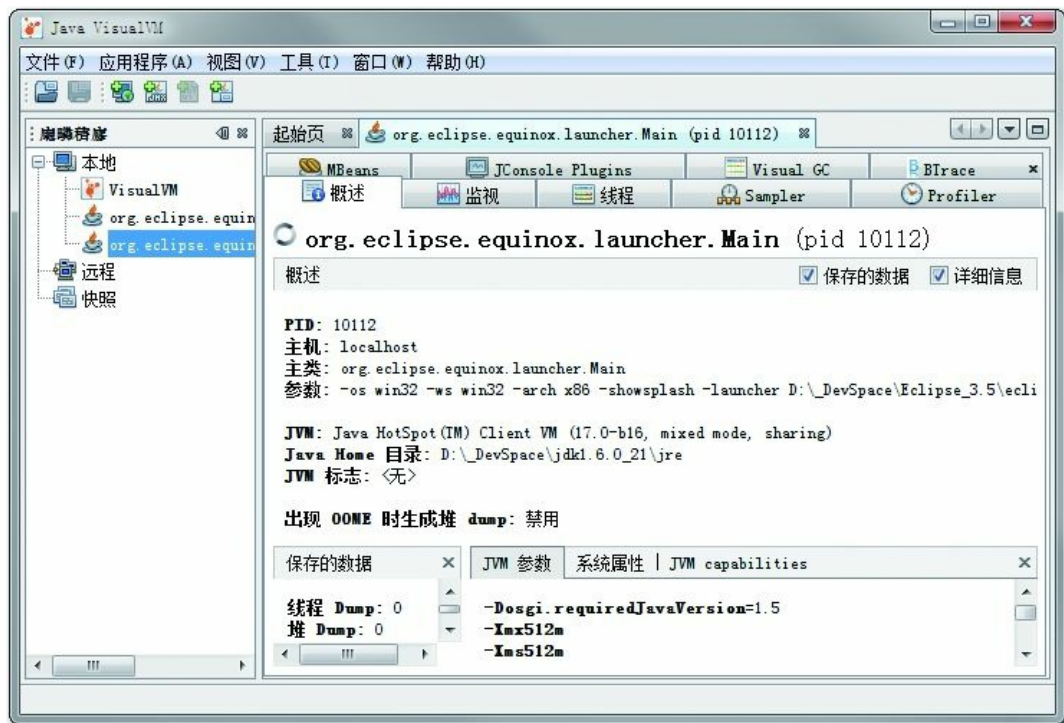 Java VisualVM
文件(F) 应用程序(A) 视图(V) 工具(T) 窗口(W) 帮助(H)
起始页 org.eclipse.equinox.launcher.Main (pid 10112)
本地
VisualVM
org.eclipse.equin
org.eclipse.equin
远程
快照
MBeans JConsole Plugins Visual GC BTrace
概述 监视 线程 Sampler Profiler
org.eclipse.equinox.launcher.Main (pid 10112)
概述 保存的数据 详细信息
PID: 10112
主机: localhost
主类: org.eclipse.equinox.launcher.Main
参数: -os win32 -ws win32 -arch x86 -showsplash -launcher D:\_DevSpace\Eclipse_3.5\ecli
JVM: Java HotSpot(TM) Client VM (17.0-b16, mixed mode, sharing)
Java Home 目录: D:\_DevSpace\jdk1.6.0_21\jre
JVM 标志: <无>
出现 OOME 时生成堆 dump: 禁用
保存的数据 JVM 参数 系统属性 JVM capabilities
线程 Dump: 0
堆 Dump: 0
-Dosgi.requiredJavaVersion=1.5
-Xmx512m
-Xms512m